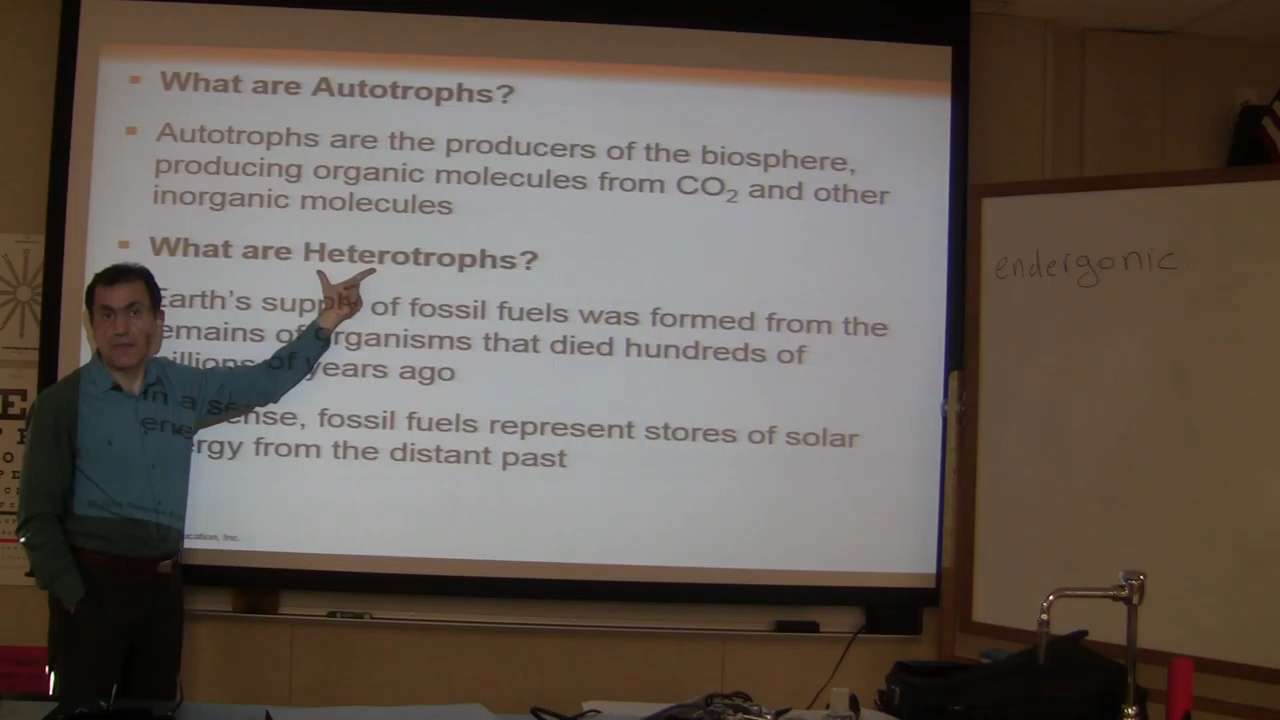 What are Autotrophs?
Autotrophs are the producers of the biosphere,
producing organic molecules from CO2 and other
inorganic molecules
What are Heterotrophs?
Earth's supply of fossil fuels was formed from the
remains of organisms that died hundreds of
millions of years ago
In a sense, fossil fuels represent stores of solar
energy from the distant past
Education, Inc.
endergonic
E